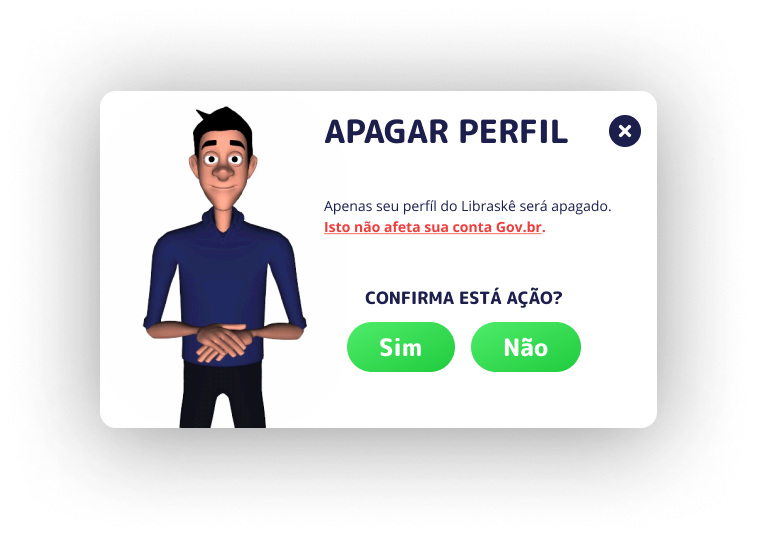 APAGAR PERFIL
Apenas seu perfíl do Libraskê será apagado.
Isto não afeta sua conta Gov.br.
CONFIRMA ESTÁ AÇÃO?
Sim Não